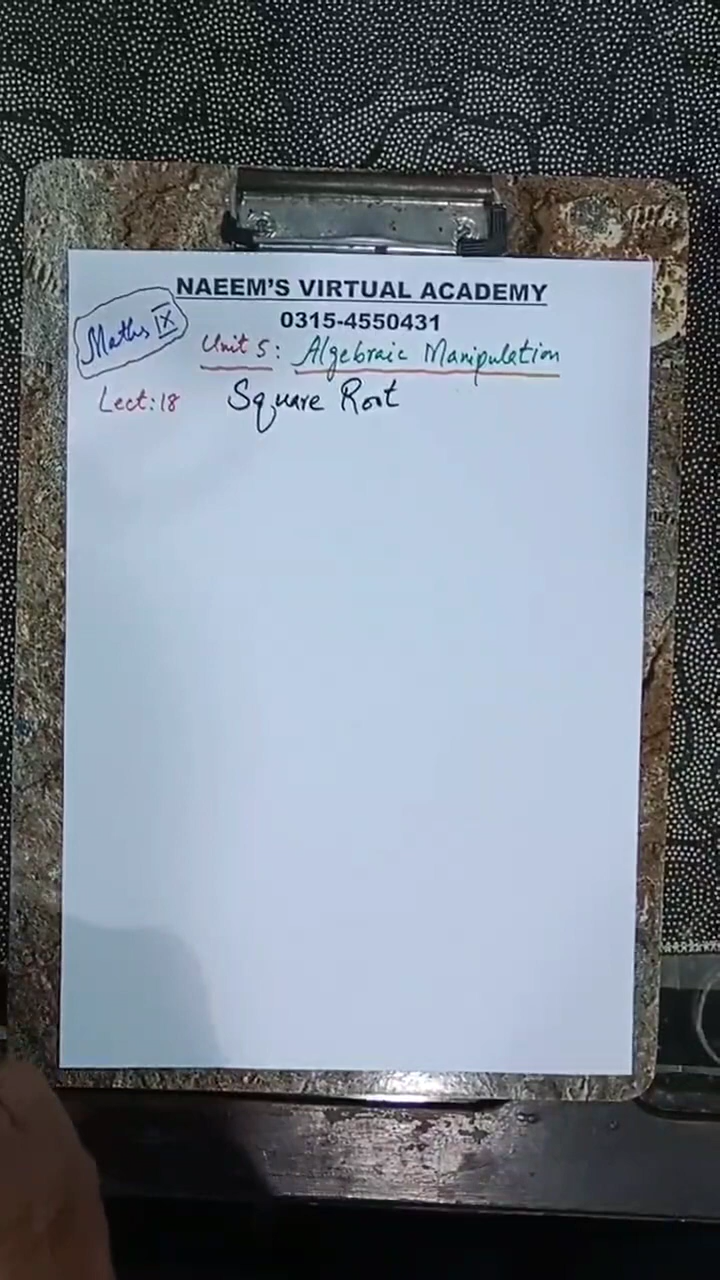 NAEEM'S VIRTUAL ACADEMY
0315-4550431
Maths IX
Unit 5: Algebraic Manipulation
Lect:18 Square Root